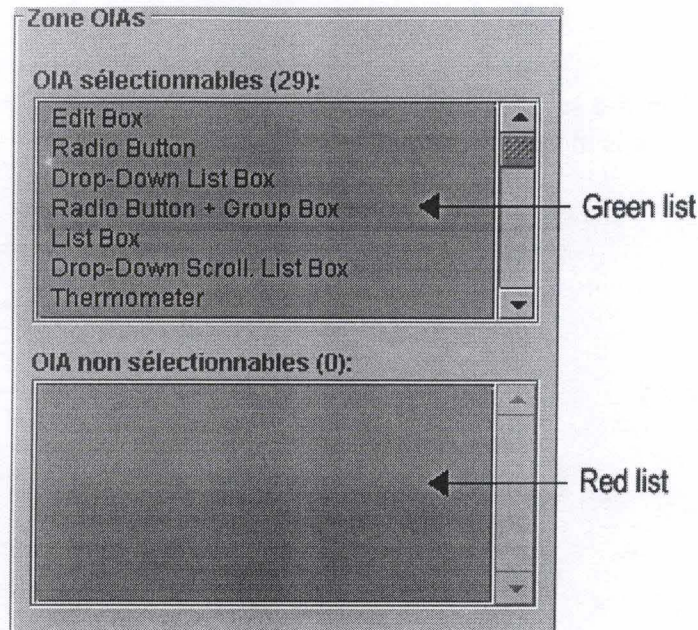 Zone OIAs
OIA sélectionnables (29):
Edit Box
Radio Button
Drop-Down List Box
Radio Button + Group Box
List Box
Drop-Down Scroll. List Box
Thermometer
Green list
OIA non sélectionnables (0):
Red list